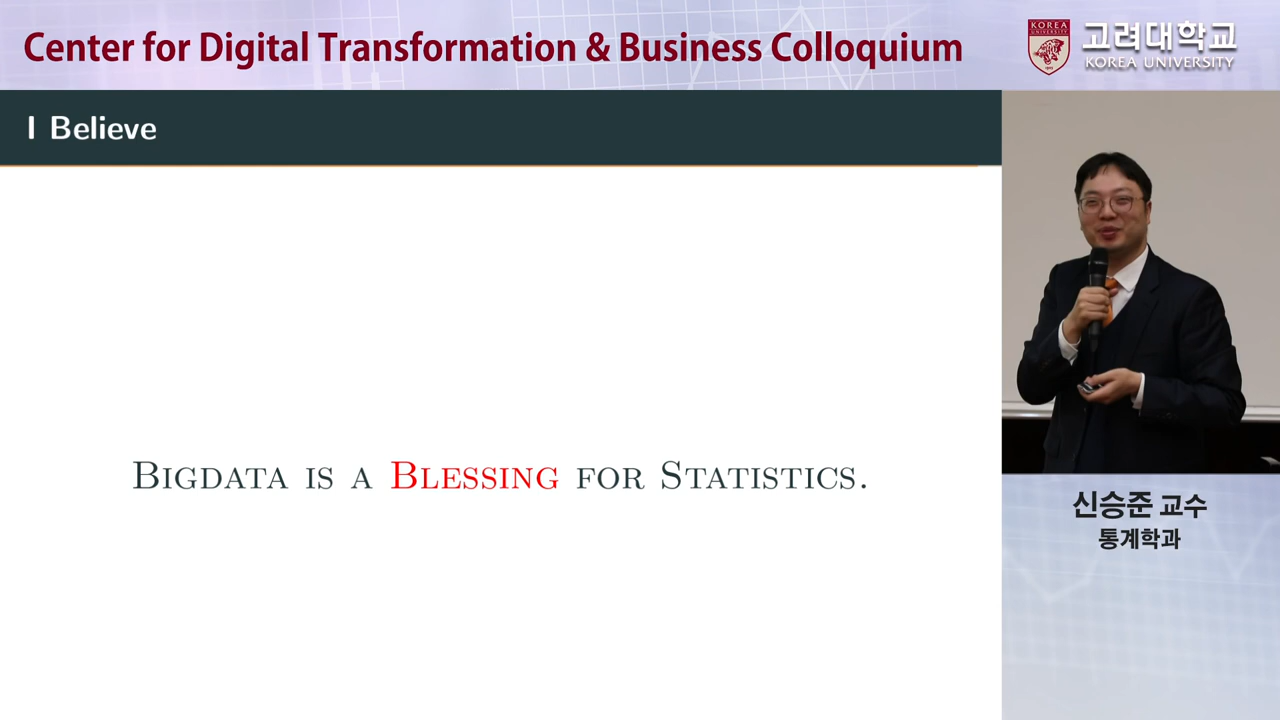 Center for Digital Transformation & Business Colloquium
KOREA
UNIVERSITY
1905
고려대학교
KOREA UNIVERSITY
I Believe
Bigdata is a Blessing for Statistics.
신승준 교수
통계학과